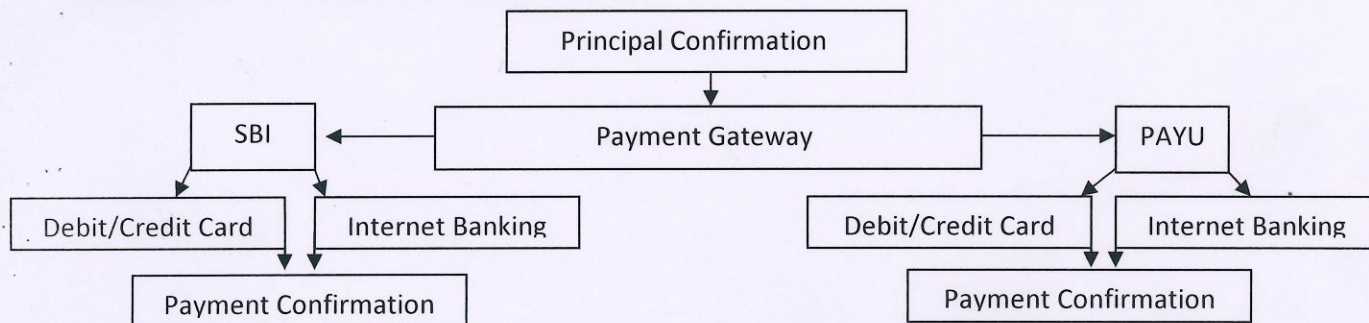 Principal Confirmation
SBI
Payment Gateway
PAYU
Debit/Credit Card
Internet Banking
Debit/Credit Card
Internet Banking
Payment Confirmation
Payment Confirmation